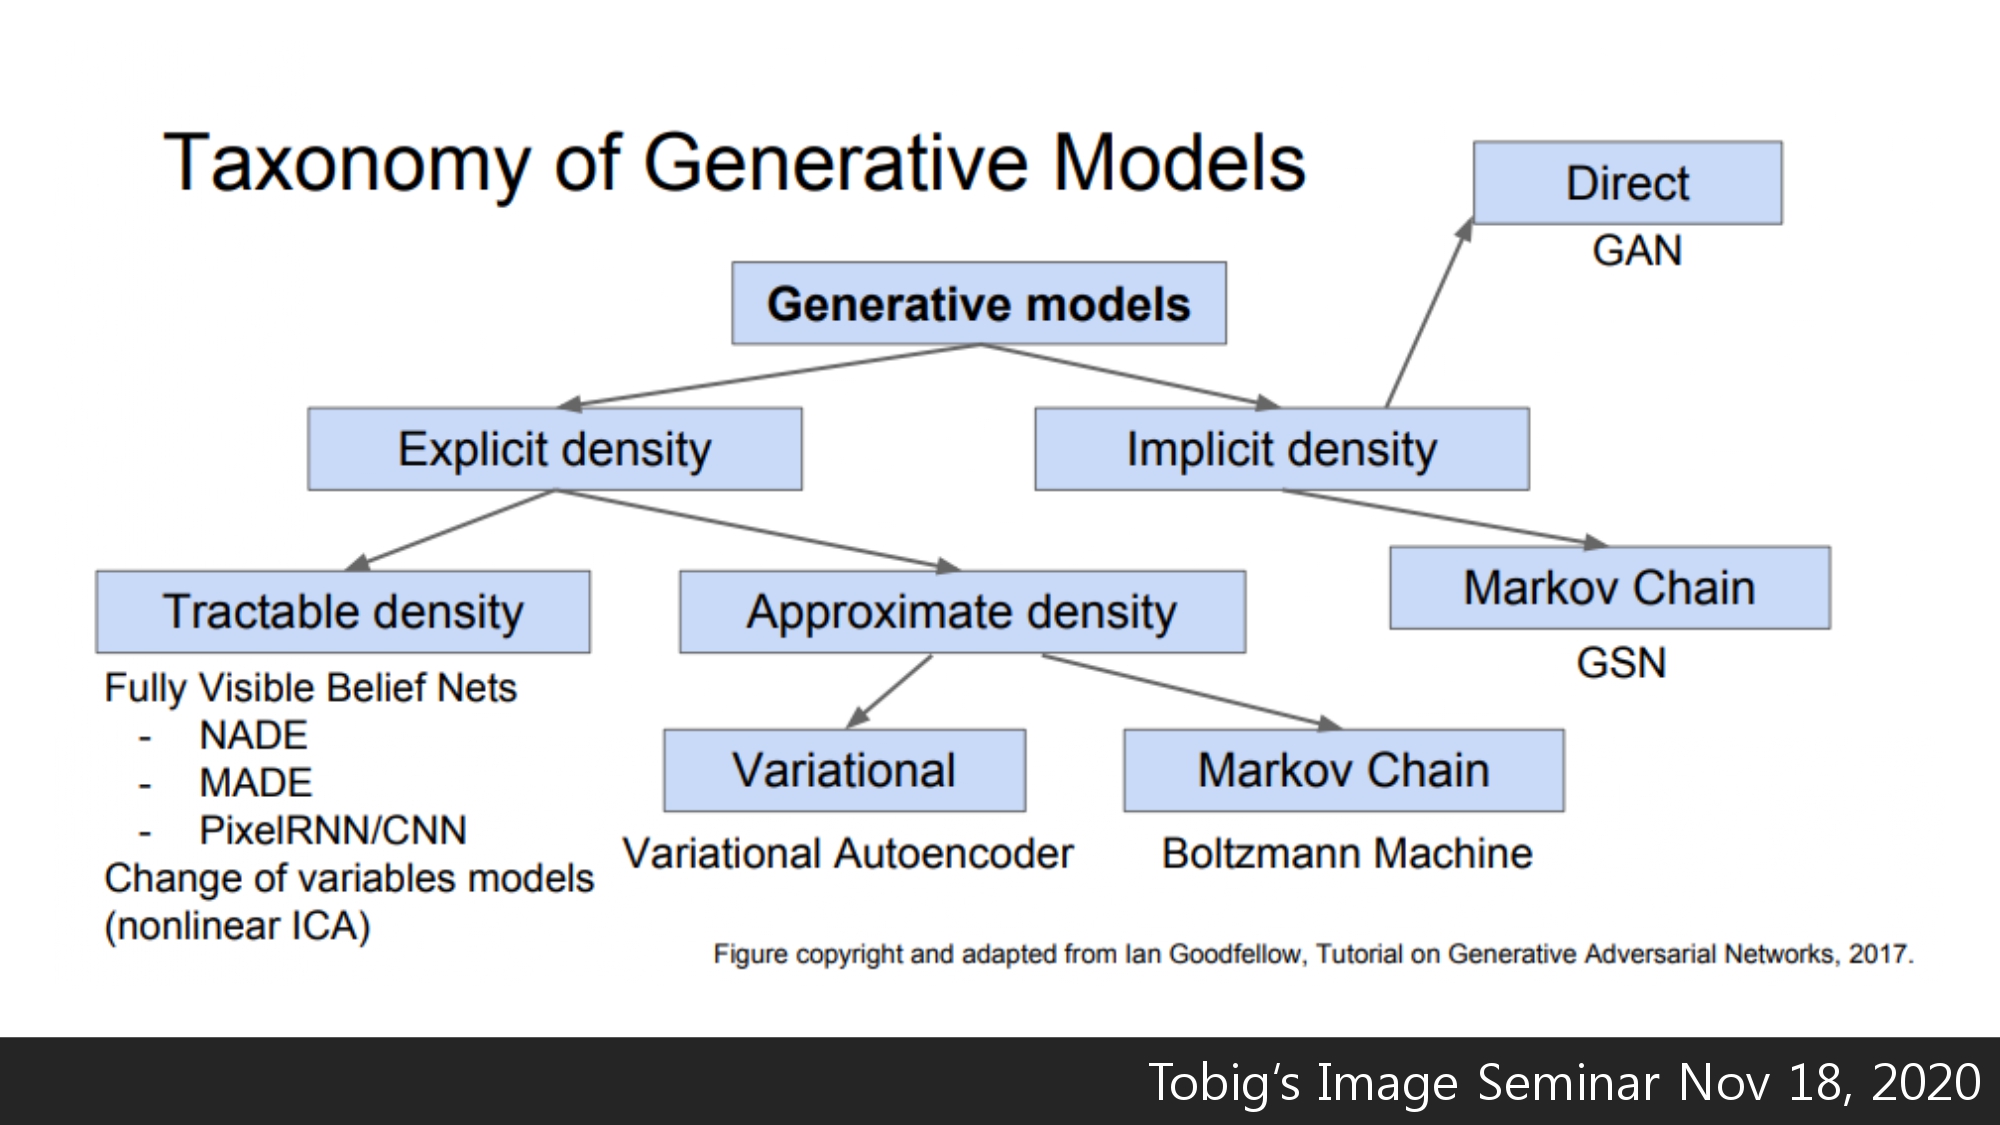 Taxonomy of Generative Models
Direct
GAN
Generative models
Explicit density
Implicit density
Tractable density
Approximate density
Markov Chain
GSN
Fully Visible Belief Nets
- NADE
- MADE
- PixelRNN/CNN
Change of variables models
(nonlinear ICA)
Variational
Markov Chain
Variational Autoencoder
Boltzmann Machine
Figure copyright and adapted from Ian Goodfellow, Tutorial on Generative Adversarial Networks, 2017.
Tobig‘s Image Seminar Nov 18, 2020